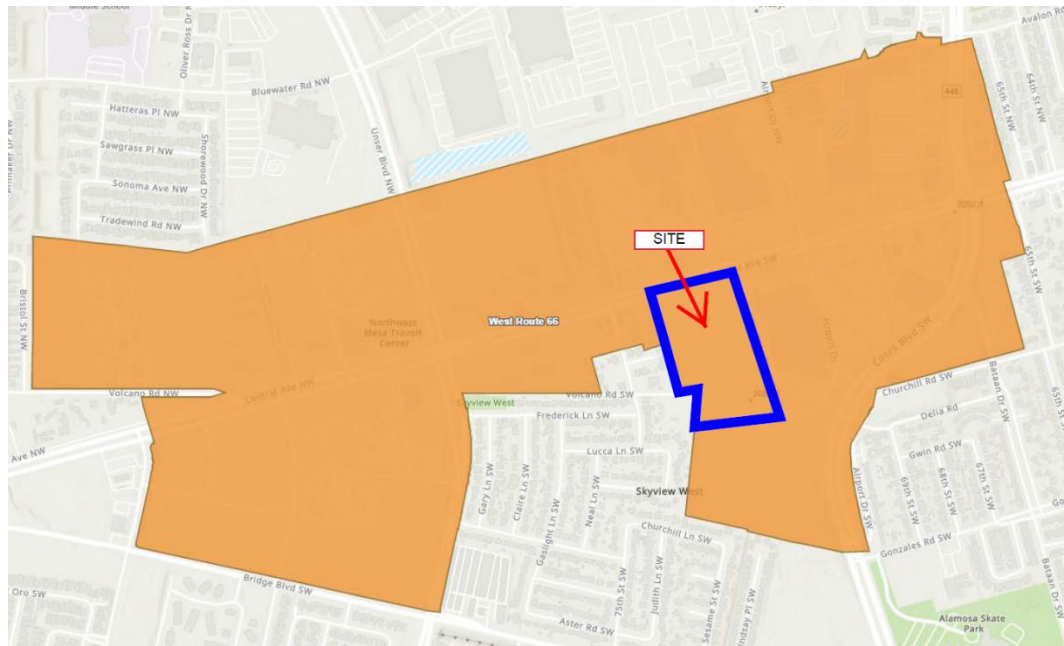 Middle School
Oliver Ross Dr NW
Avalon Rd
Bluewater Rd NW
Airport Dr NW
65th St NW
64th St NW
448
Hatteras Pl NW
Shorewood Dr NW
Unser Blvd NW
Sawgrass Pl NW
Sonoma Ave NW
Tradewind Rd NW
SITE
Ave SW
65th St SW
Bristol St NW
Northwest
Mesa Transit
Center
West Route 66
Airport Dr
Coors Blvd SW
Volcano Rd NW
Central Ave NW
Skyview West
Volcano Rd SW
Churchill Rd SW
Bataan Dr SW
65th
Frederick Ln SW
Delia Rd
Ave NW
Lucca Ln SW
Gwin Rd SW
Gary Ln SW
Claire Ln SW
Neal Ln SW
Skyview West
Airport Dr SW
69th St SW
68th St SW
67th St SW
Gaslight Ln SW
Churchill Ln SW
Gonzales Rd SW
Bridge Blvd SW
Oro SW
75th St SW
Judith Ln SW
Sesame St SW
Lindsay Pl SW
Bataan Dr SW
Aster Rd SW
Alamosa Skate
Park